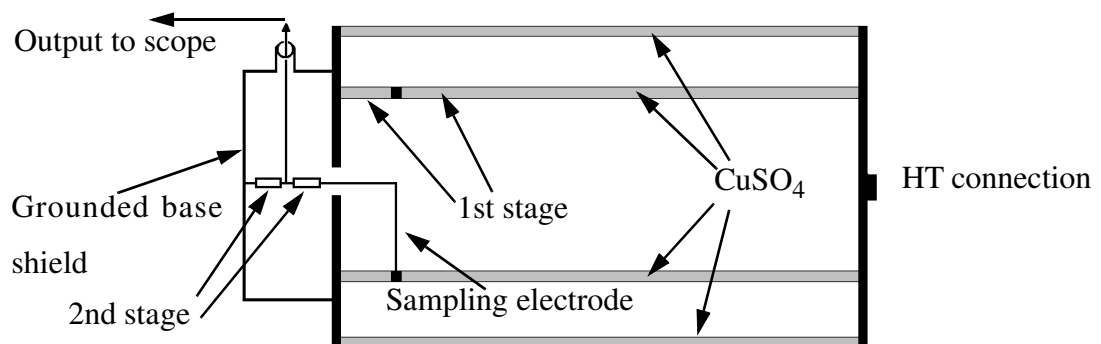 Output to scope
Grounded base
shield
2nd stage
1st stage
Sampling electrode
CuSO4
HT connection